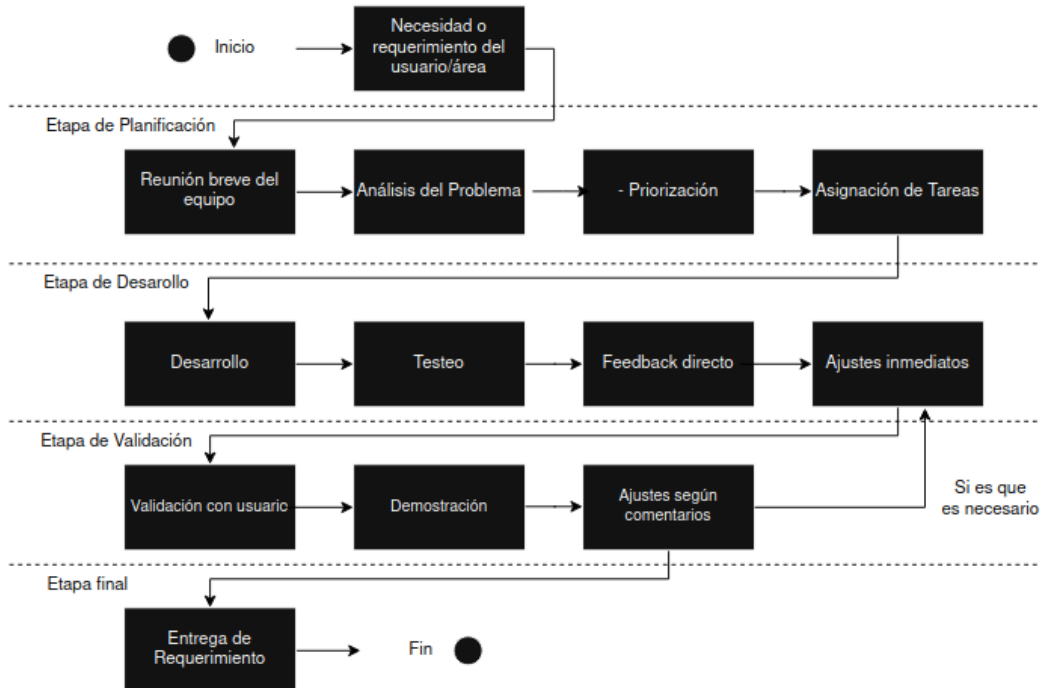 Inicio
Necesidad o
requerimiento del
usuario/área
Etapa de Planificación
Reunión breve del
equipo
Análisis del Problema
- Priorización
Asignación de Tareas
Etapa de Desarollo
Desarrollo
Testeo
Feedback directo
Ajustes inmediatos
Etapa de Validación
Validación con usuaric
Demostración
Ajustes según
comentarios
Si es que
es necesario
Etapa final
Entrega de
Requerimiento
Fin